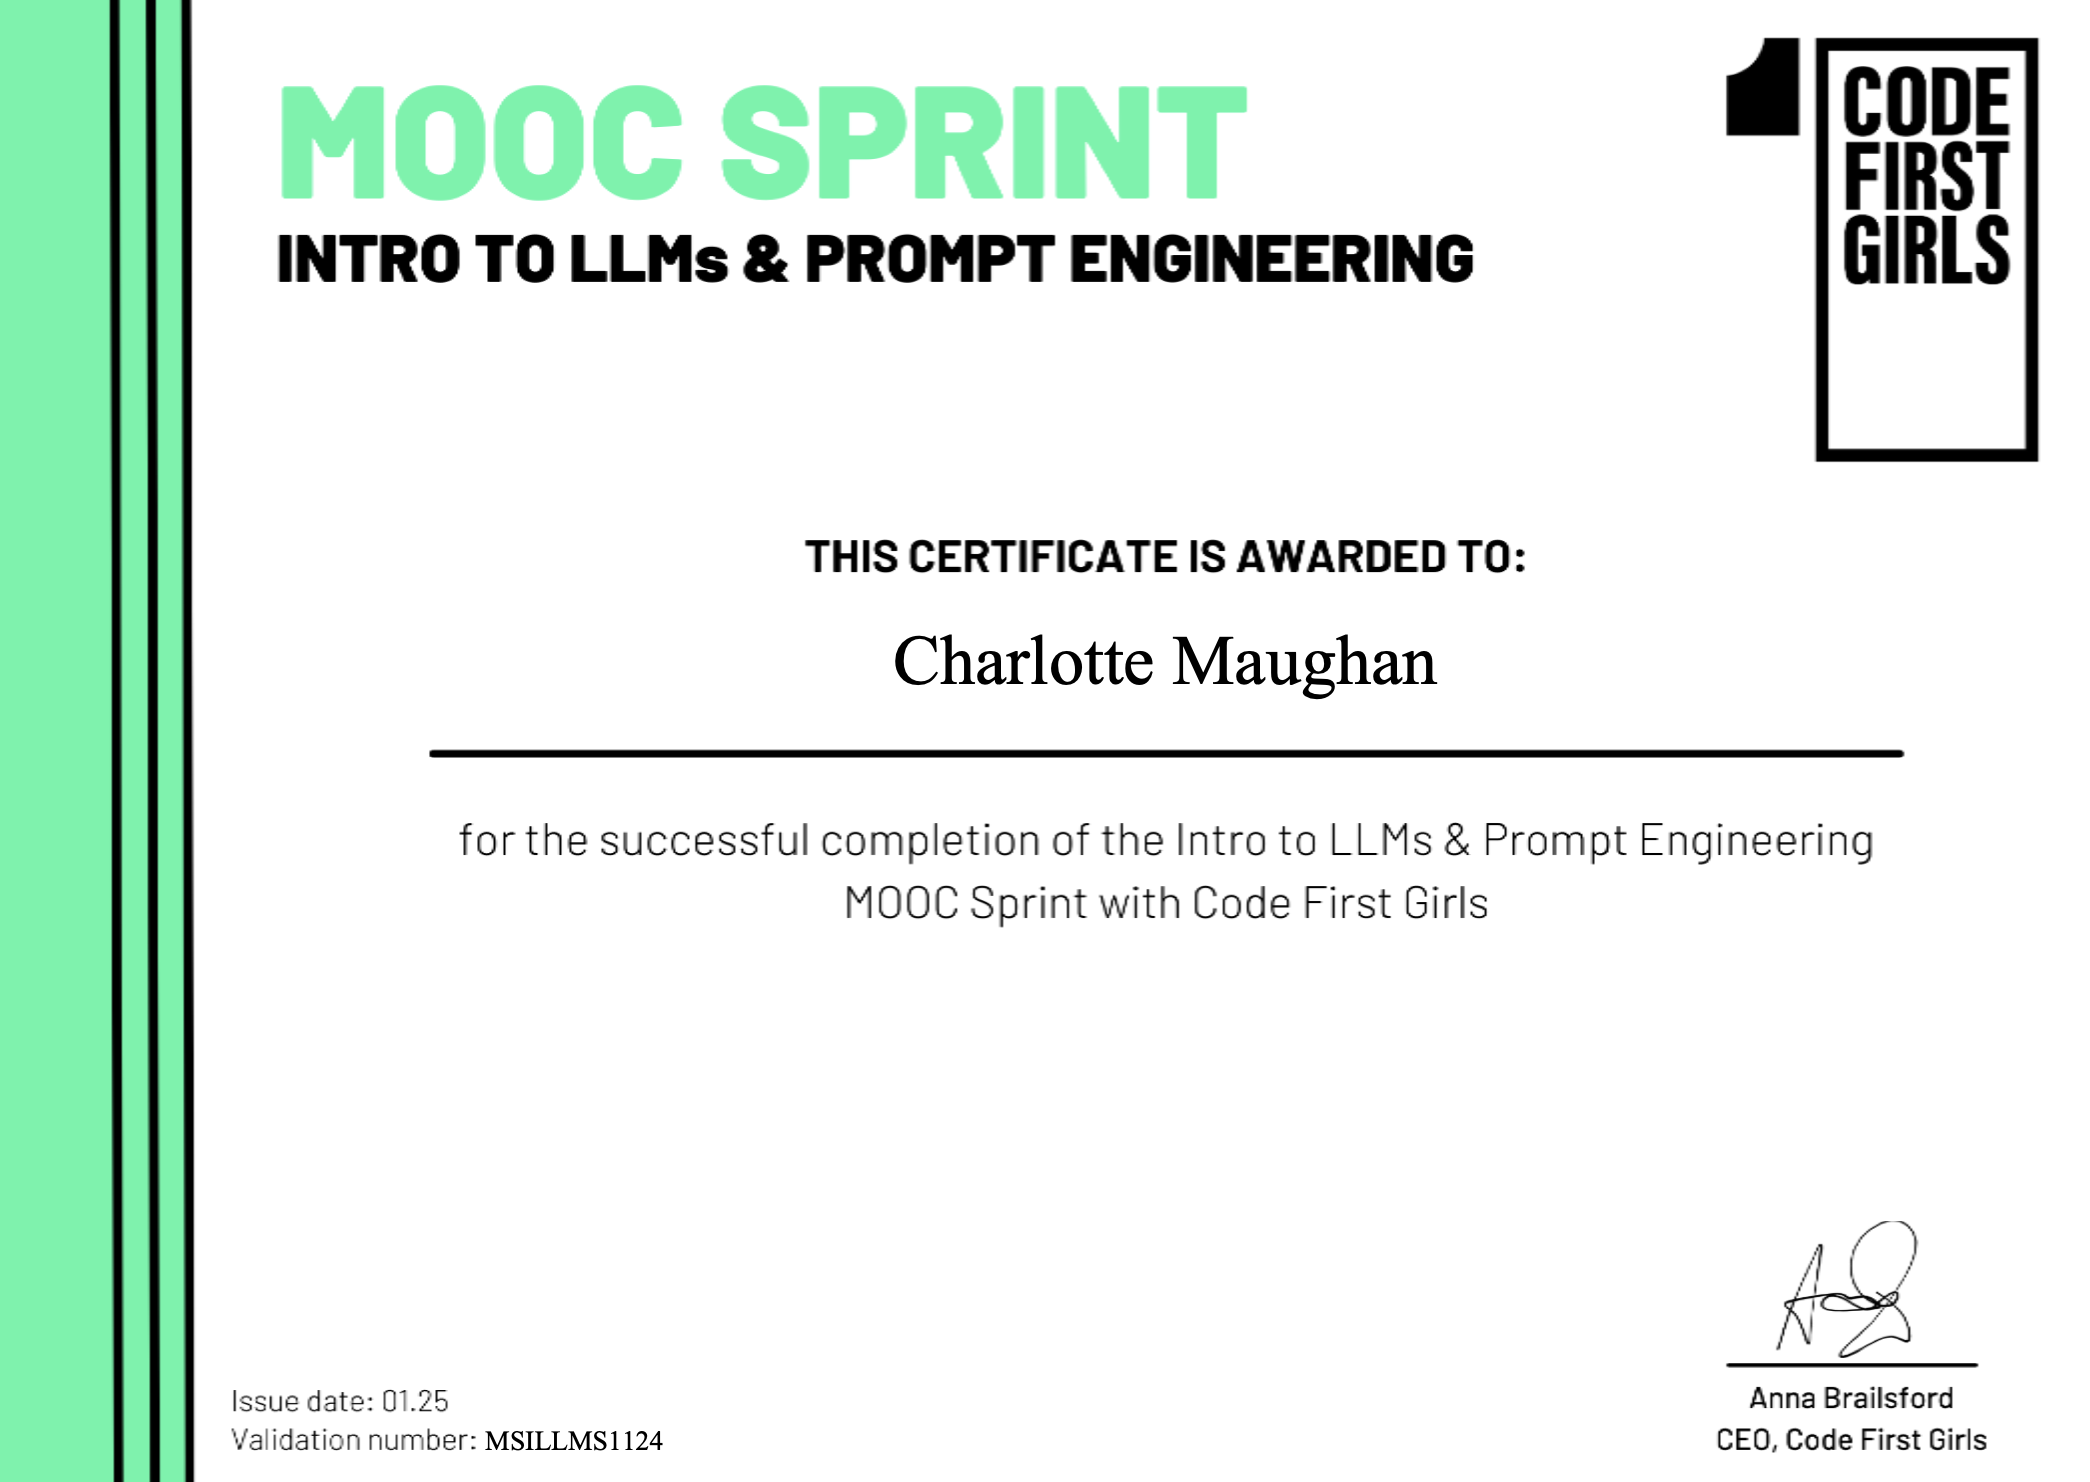 MOOC SPRINT
INTRO TO LLMs & PROMPT ENGINEERING
CODE
FIRST
GIRLS
THIS CERTIFICATE IS AWARDED TO:
Charlotte Maughan
for the successful completion of the Intro to LLMs & Prompt Engineering
MOOC Sprint with Code First Girls
Issue date: 01.25
Validation number: MSILLMS1124
Anna Brailsford
CEO, Code First Girls